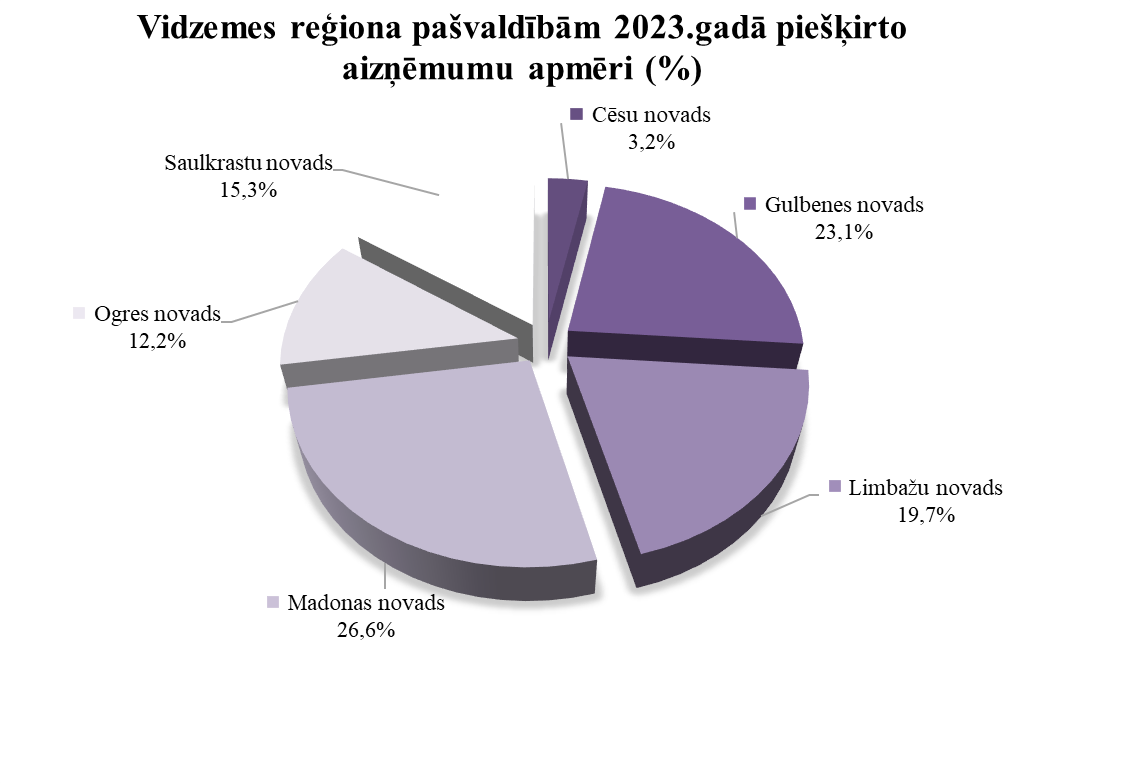 Vidzemes reģiona pašvaldībām 2023.gadā piešķirto
aizņēmumu apmēri (%)
Cēsu novads
3,2%
Saulkrastu novads
15,3%
Gulbenes novads
23,1%
Ogres novads
12,2%
Limbažu novads
19,7%
Madonas novads
26,6%